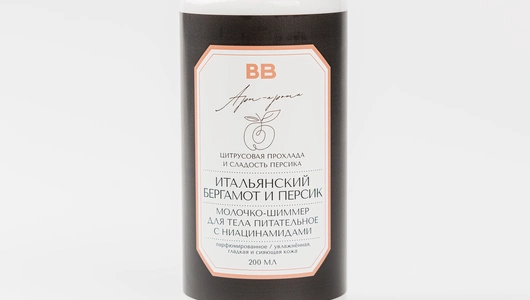 BB
Арт-арома
ЦИТРУСОВАЯ ПРОХЛАДА
И СЛАДОСТЬ ПЕРСИКА
ИТАЛЬЯНСКИЙ
БЕРГАМОТ И ПЕРСИК
МОЛОЧКО-ШИММЕР
ДЛЯ ТЕЛА ПИТАТЕЛЬНОЕ
С НИАЦИНАМИДАМИ
парфюмированное / увлажнённая,
гладкая и сияющая кожа
200 МЛ